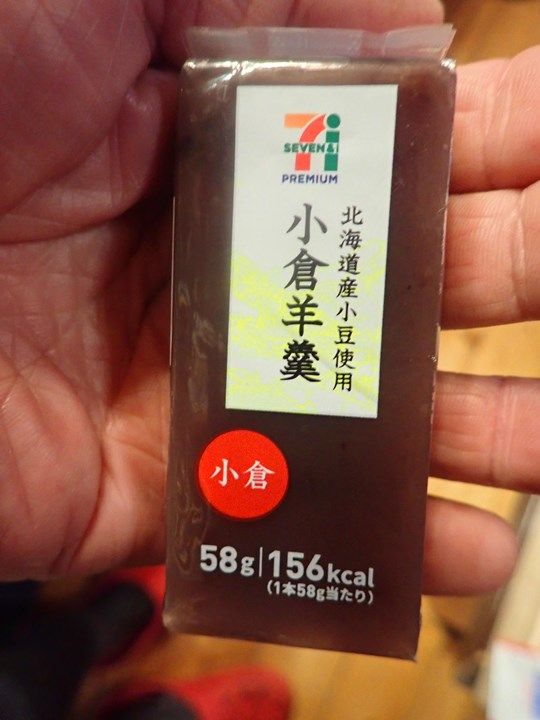 7i
SEVEN&i
PREMIUM
北海道産小豆使用
小倉羊羹
小倉
58g|156kcal
(1本58g当たり)